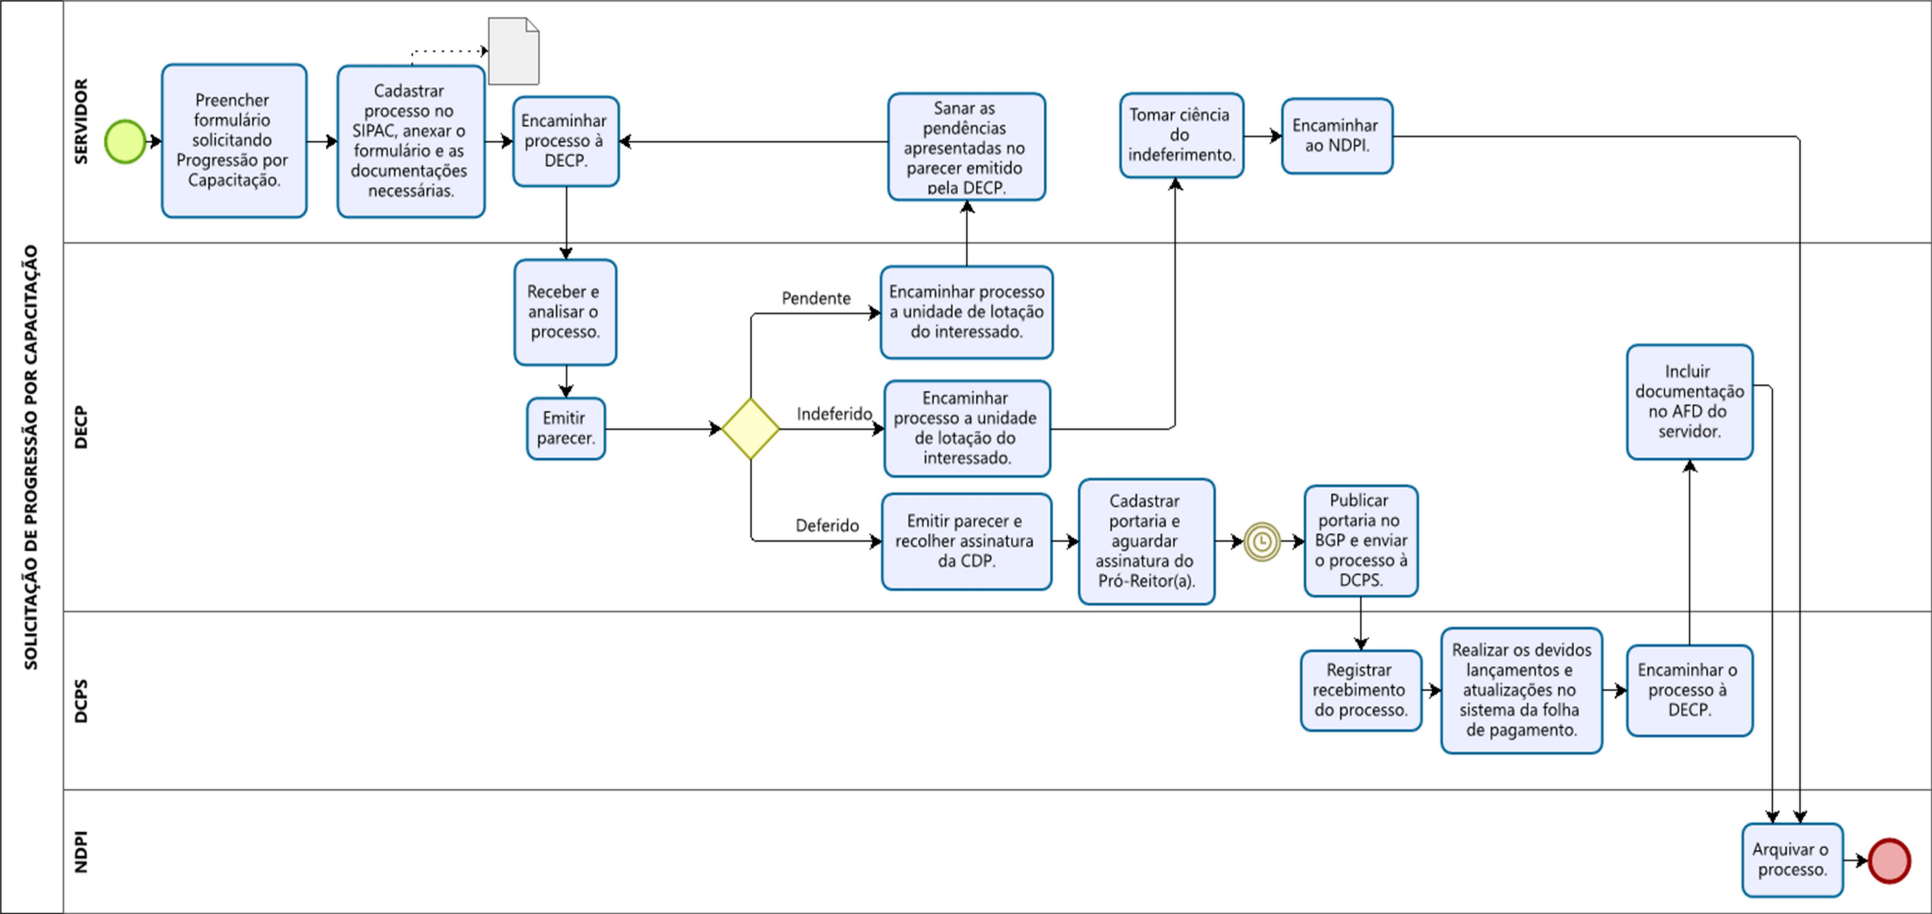 SOLICITAÇÃO DE PROGRESSÃO POR CAPACITAÇÃO
SERVIDOR
Preencher
formulário
solicitando
Progressão por
Capacitação.
Cadastrar
processo no
SIPAC, anexar o
formulário e as
documentações
necessárias.
Encaminhar
processo à
DECP.
Sanar as
pendências
apresentadas no
parecer emitido
pela DECP.
Tomar ciência
do
indeferimento.
Encaminhar
ao NDPI.
DECP
Receber e
analisar o
processo.
Emitir
parecer.
Pendente
Encaminhar processo
a unidade de lotação
do interessado.
Indeferido
Encaminhar
processo a unidade
de lotação do
interessado.
Deferido
Emitir parecer e
recolher assinatura
da CDP.
Cadastrar
portaria e
aguardar
assinatura do
Pró-Reitor(a).
Publicar
portaria no
BGP e enviar
o processo à
DCPS.
Incluir
documentação
no AFD do
servidor.
DCPS
Registrar
recebimento
do processo.
Realizar os devidos
lançamentos e
atualizações no
sistema da folha
de pagamento.
Encaminhar o
processo à
DECP.
NDPI
Arquivar o
processo.